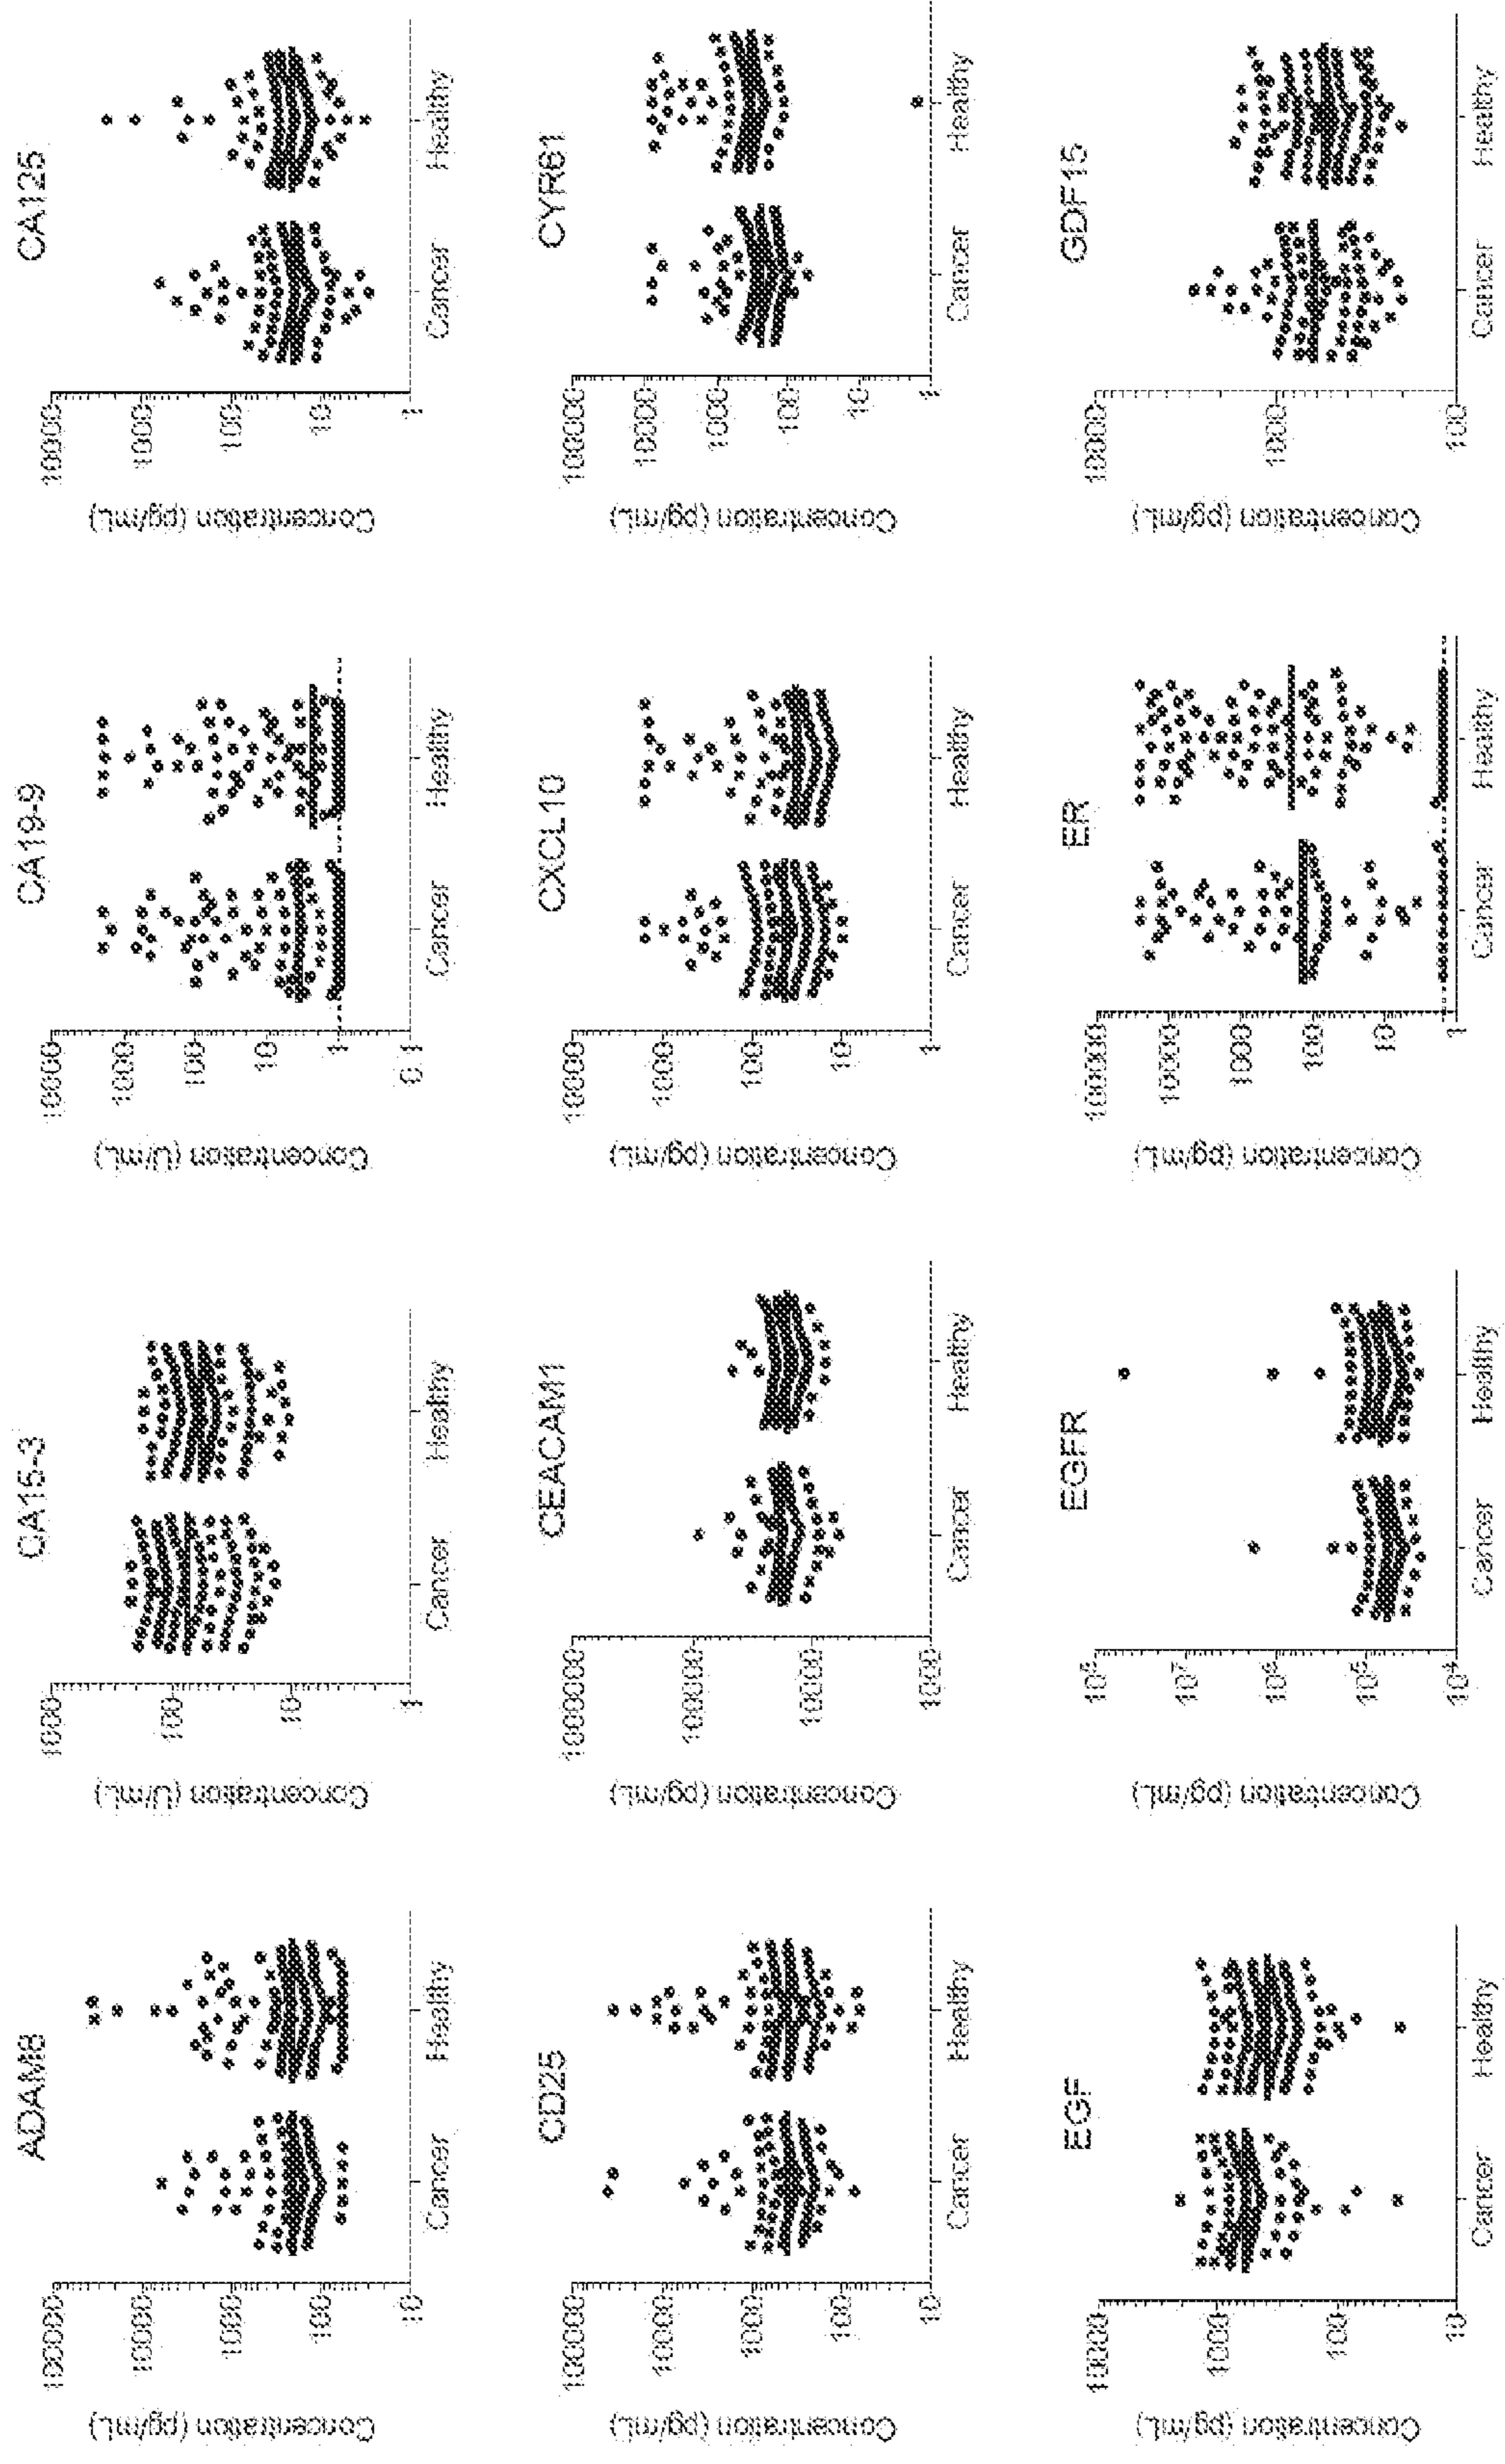 ADAM8
Concentration (pg/mL)
100000
10000
1000
100
10
Cancer Healthy
CA15-3
Concentration (U/mL)
1000
100
10
1
Cancer Healthy
CA19-9
Concentration (U/mL)
10000
1000
100
10
1
0.1
Cancer Healthy
CA125
Concentration (pg/mL)
10000
1000
100
10
1
Cancer Healthy
CD25
Concentration (pg/mL)
100000
10000
1000
100
10
Cancer Healthy
CEACAM1
Concentration (pg/mL)
1000000
100000
10000
1000
Cancer Healthy
CXCL10
Concentration (pg/mL)
10000
1000
100
10
1
Cancer Healthy
CYR61
Concentration (pg/mL)
100000
10000
1000
100
10
1
Cancer Healthy
EGF
Concentration (pg/mL)
10000
1000
100
10
Cancer Healthy
EGFR
Concentration (pg/mL)
10⁸
10⁷
10⁶
10⁵
10⁴
Cancer Healthy
ER
Concentration (pg/mL)
100000
10000
1000
100
10
1
Cancer Healthy
GDF15
Concentration (pg/mL)
10000
1000
100
Cancer Healthy